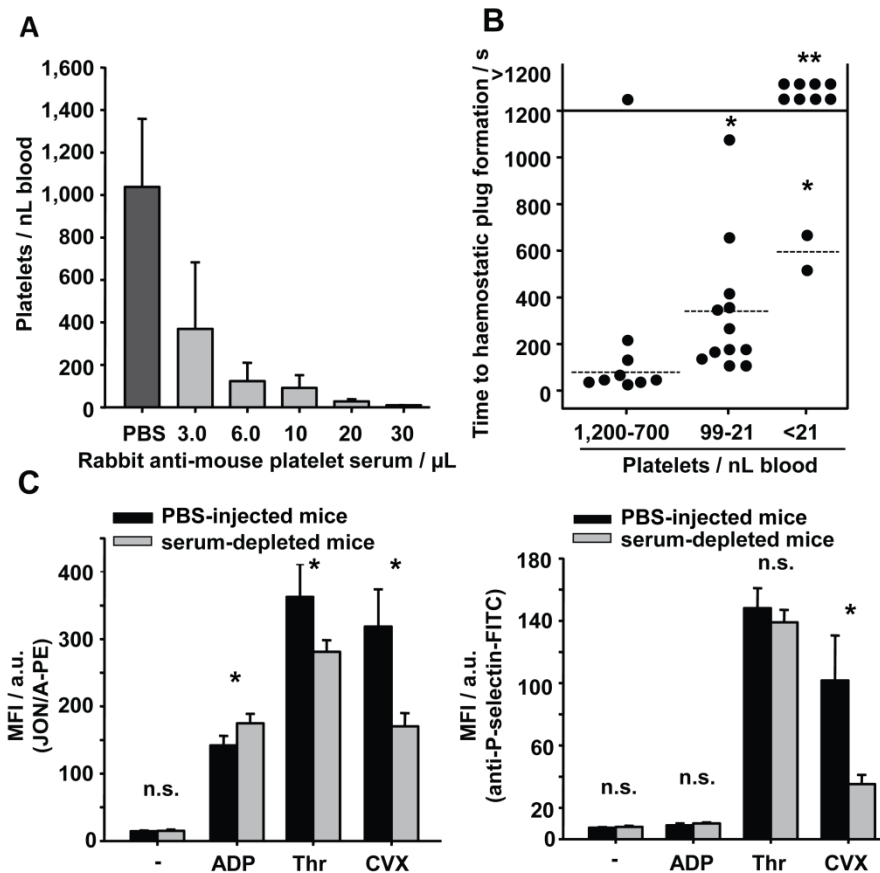 A
Platelets / nL blood
1,600
1,400
1,200
1,000
800
600
400
200
0
PBS 3.0 6.0 10 20 30
Rabbit anti-mouse platelet serum / µL
B
Time to haemostatic plug formation / s
>1200
1200
1000
800
600
400
200
0
**
*
*
1,200-700 99-21 <21
Platelets / nL blood
C
PBS-injected mice
serum-depleted mice
MFI / a.u.
(JON/A-PE)
400
300
200
150
100
0
n.s.
*
*
*
- ADP Thr CVX
PBS-injected mice
serum-depleted mice
MFI / a.u.
(anti-P-selectin-FITC)
180
140
100
60
20
0
n.s.
n.s.
n.s.
*
- ADP Thr CVX